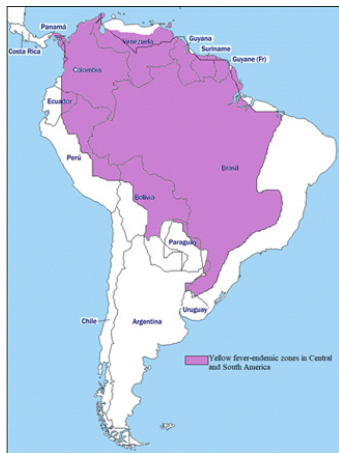 Panamá
Costa Rica
Venezuela
Guyana
Suriname
Guyane (Fr)
Colombia
Ecuador
Perú
Brasil
Bolivia
Paraguay
Chile
Argentina
Uruguay
Yellow fever-endemic zones in Central
and South America